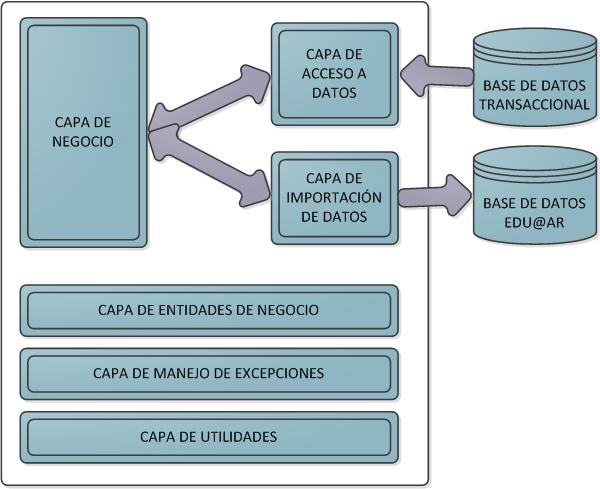 CAPA DE
NEGOCIO
CAPA DE
ACCESO A
DATOS
BASE DE DATOS
TRANSACCIONAL
CAPA DE
IMPORTACIÓN
DE DATOS
BASE DE DATOS
EDU@AR
CAPA DE ENTIDADES DE NEGOCIO
CAPA DE MANEJO DE EXCEPCIONES
CAPA DE UTILIDADES